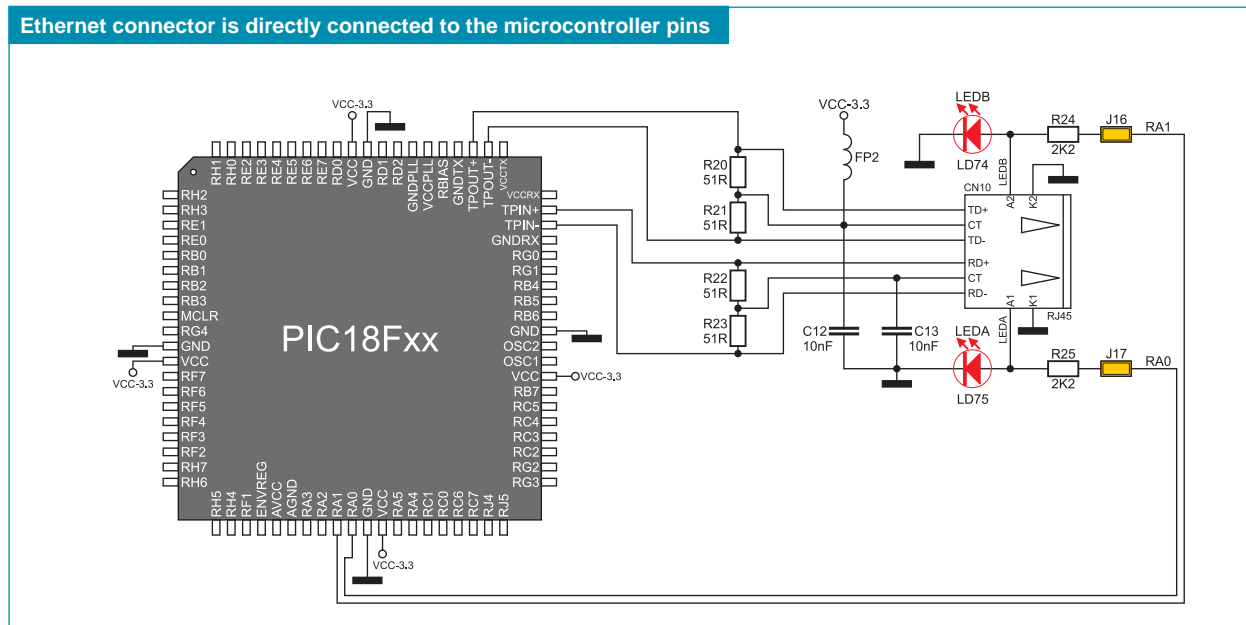 Ethernet connector is directly connected to the microcontroller pins
VCC-3.3
RH1
RH0
RE2
RE3
RE4
RE5
RE6
RE7
RD0
VCC
GND
RD1
RD2
GNDPLL
VCCPLL
RBIAS
GNDTX
TPOUT+
TPOUT-
VCCTX
RH2
RH3
RE1
RE0
RB0
RB1
RB2
RB3
MCLR
RG4
GND
VCC
RF7
RF6
RF5
RF4
RF3
RF2
RH7
RH6
VCC-3.3
PIC18Fxx
VCCRX
TPIN+
TPIN-
GNDRX
RG0
RG1
RB4
RB5
RB6
GND
OSC2
OSC1
VCC
RB7
RC5
RC4
RC3
RC2
RG2
RG3
VCC-3.3
RH5
RH4
RF1
ENVREG
AVCC
AGND
RA3
RA2
RA1
RA0
GND
VCC
RA5
RA4
RC1
RC0
RC6
RC7
RJ4
RJ5
VCC-3.3
VCC-3.3
FP2
R20
51R
R21
51R
R22
51R
R23
51R
C12
10nF
C13
10nF
LEDB
LD74
R24
2K2
J16
RA1
LEDB
CN10
A2
K2
TD+
CT
TD-
RD+
CT
RD-
A1
K1
RJ45
LEDA
LEDA
LD75
R25
2K2
J17
RA0